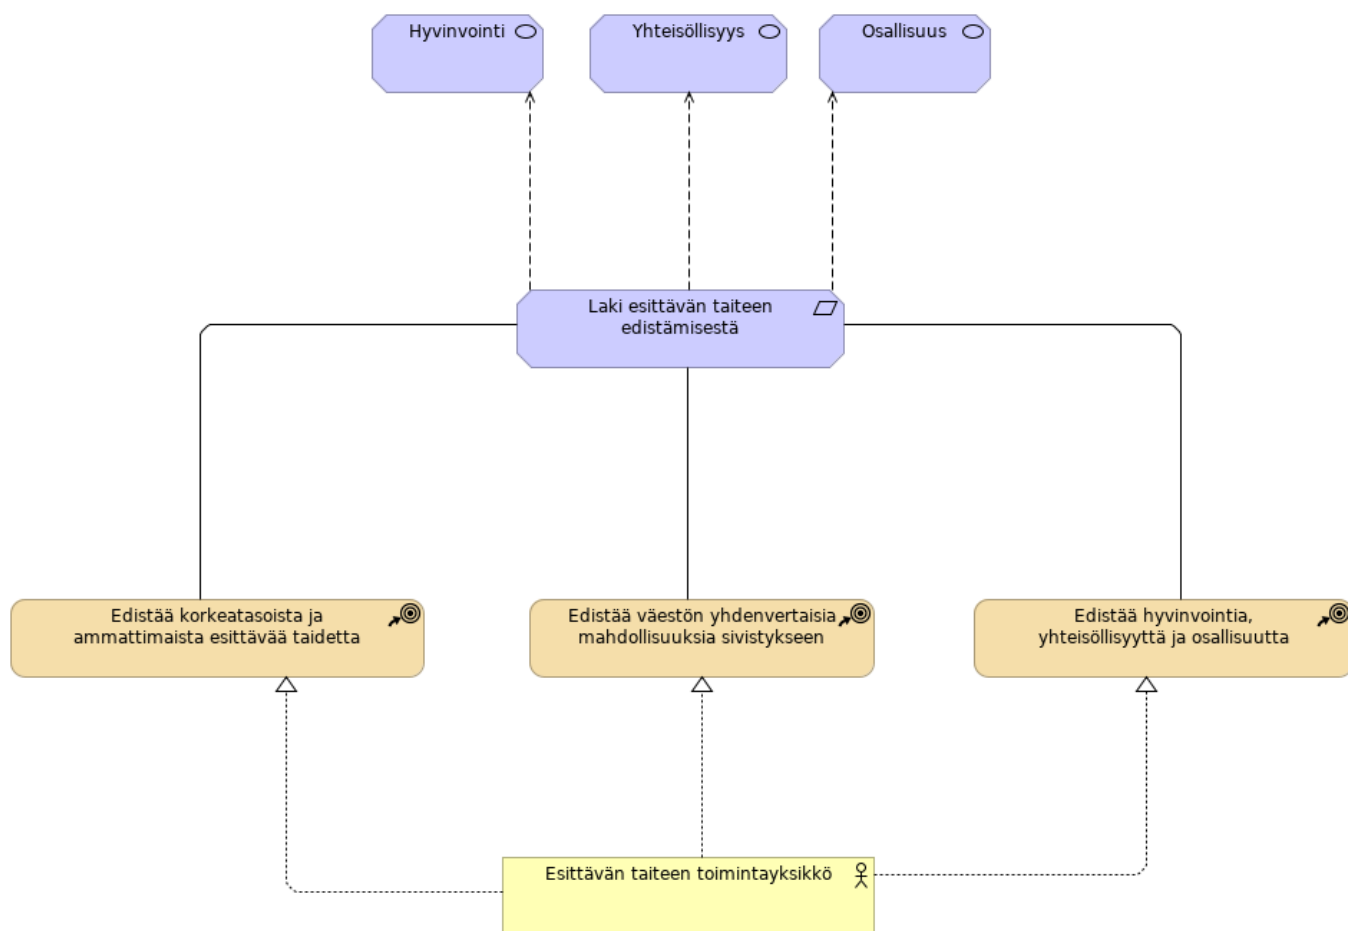 Hyvinvointi
Yhteisöllisyys
Osallisuus
Laki esittävän taiteen
edistämisestä
Edistää korkeatasoista ja
ammattimaista esittävää taidetta
Edistää väestön yhdenvertaisia
mahdollisuuksia sivistykseen
Edistää hyvinvointia,
yhteisöllisyyttä ja osallisuutta
Esittävän taiteen toimintayksikkö